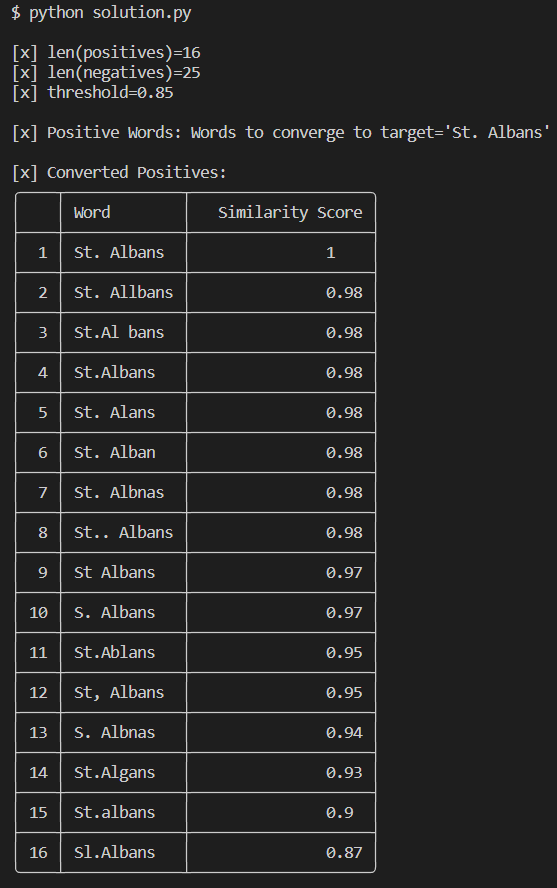 $ python solution.py
[x] len(positives)=16
[x] len(negatives)=25
[x] threshold=0.85
[x] Positive Words: Words to converge to target='St. Albans'
[x] Converted Positives:
Word Similarity Score
1 St. Albans 1
2 St. Allbans 0.98
3 St.Al bans 0.98
4 St.Albans 0.98
5 St. Alans 0.98
6 St. Alban 0.98
7 St. Albnas 0.98
8 St.. Albans 0.98
9 St Albans 0.97
10 S. Albans 0.97
11 St.Ablans 0.95
12 St, Albans 0.95
13 S. Albnas 0.94
14 St.Algans 0.93
15 St.albans 0.9
16 Sl.Albans 0.87